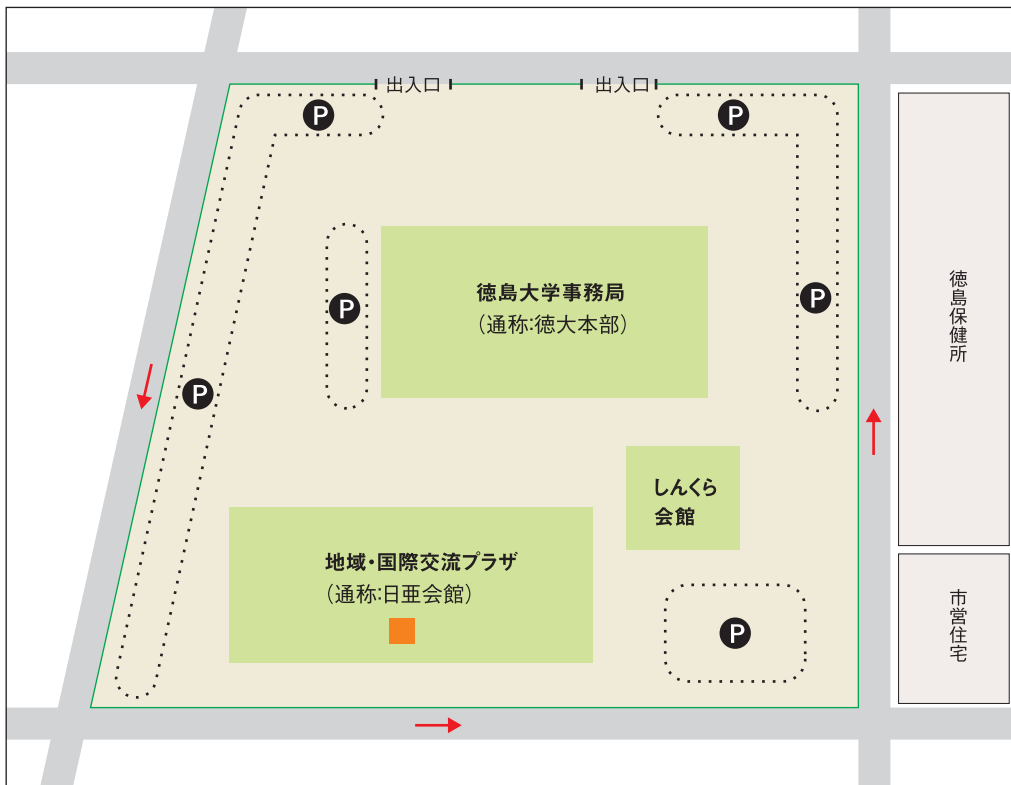 出入口
出入口
P
P
徳島大学事務局
（通称:徳大本部）
P
P
徳島保健所
P
しんくら
会館
地域・国際交流プラザ
（通称:日亜会館）
P
市営住宅